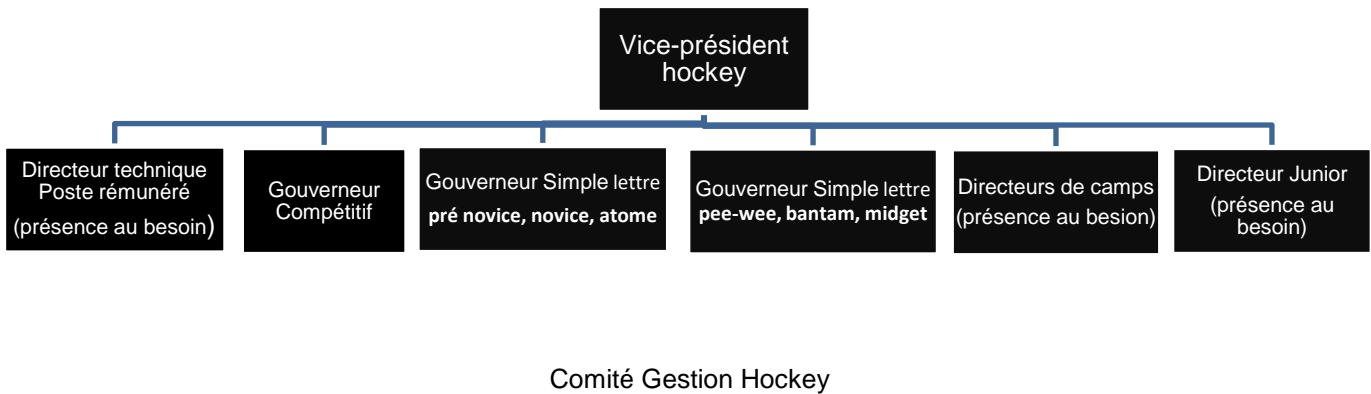 Vice-président
hockey
Directeur technique
Poste rémunéré
(présence au besoin)
Gouverneur
Compétitif
Gouverneur Simple lettre
pré novice, novice, atome
Gouverneur Simple lettre
pee-wee, bantam, midget
Directeurs de camps
(présence au besion)
Directeur Junior
(présence au
besoin)
Comité Gestion Hockey